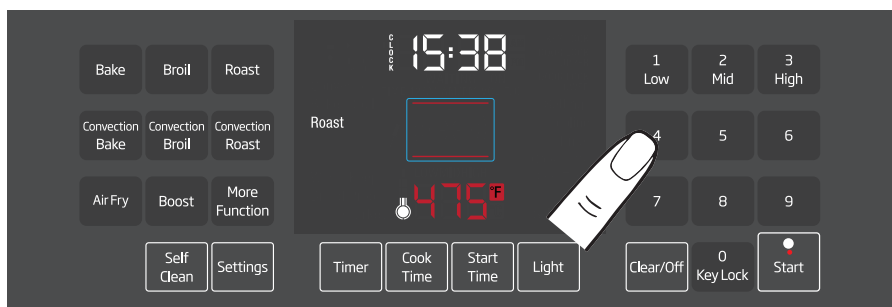 CLOCK 15:38
Bake Broil Roast
1 2 3
Low Mid High
Convection Convection Convection
Bake Broil Roast
Roast
4 5 6
Air Fry Boost More
Function
475 °F
7 8 9
Self
Clean
Settings
Timer
Cook
Time
Start
Time
Light
Clear/Off
0
Key Lock
Start